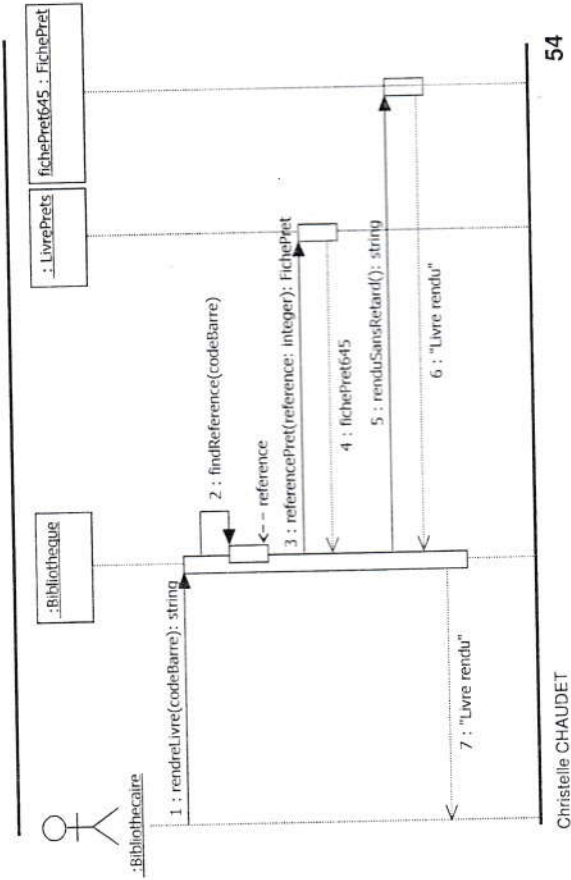 :Bibliothecaire
:Bibliotheque
: LivrePrets
fichePret645 : FichePret
1 : rendreLivre(codeBarre): string
2 : findReference(codeBarre)
reference
3 : referencePret(reference: integer): FichePret
4 : fichePret645
5 : renduSansRetard(): string
6 : "Livre rendu"
7 : "Livre rendu"
Christelle CHAUDET
54